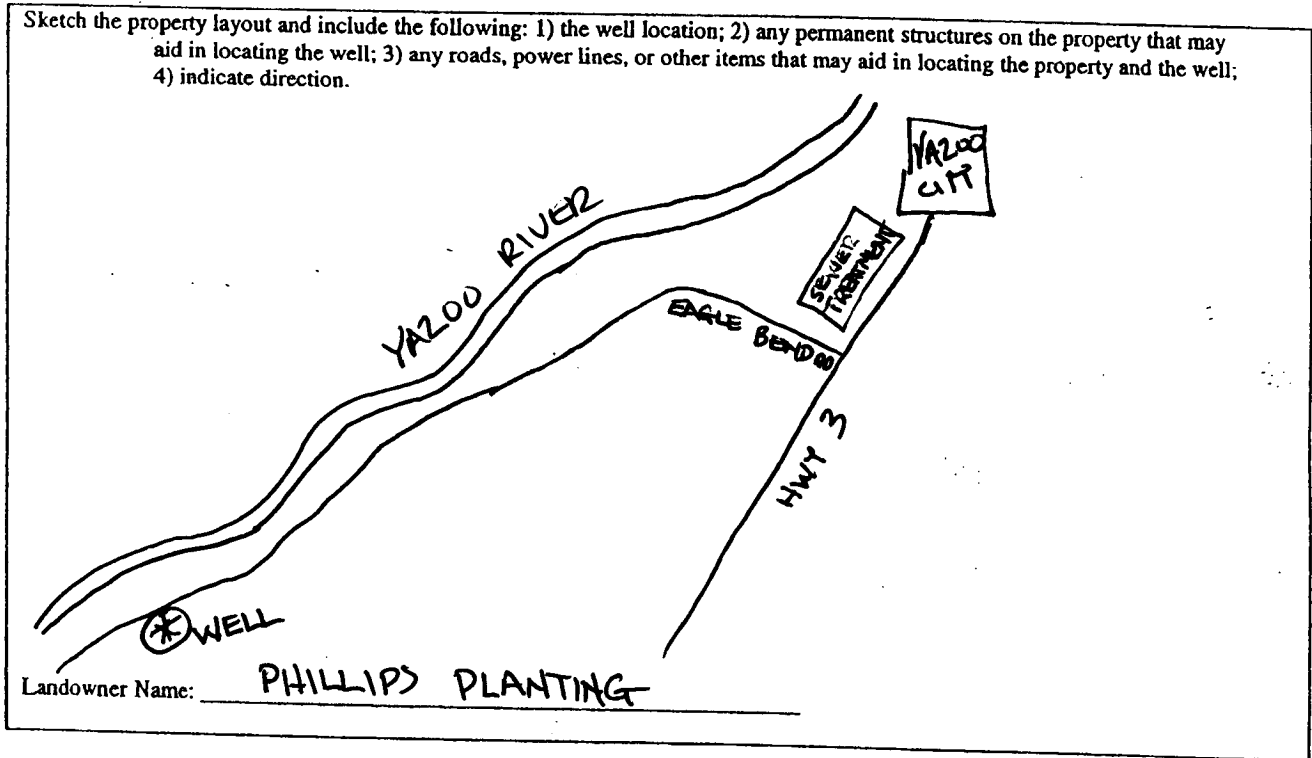 Sketch the property layout and include the following: 1) the well location; 2) any permanent structures on the property that may
aid in locating the well; 3) any roads, power lines, or other items that may aid in locating the property and the well;
4) indicate direction.
YAZOO
CITY
YAZOO RIVER
SEWER
TREATMENT
EAGLE BEND RD
HWY 3
WELL
Landowner Name: PHILLIPS PLANTING